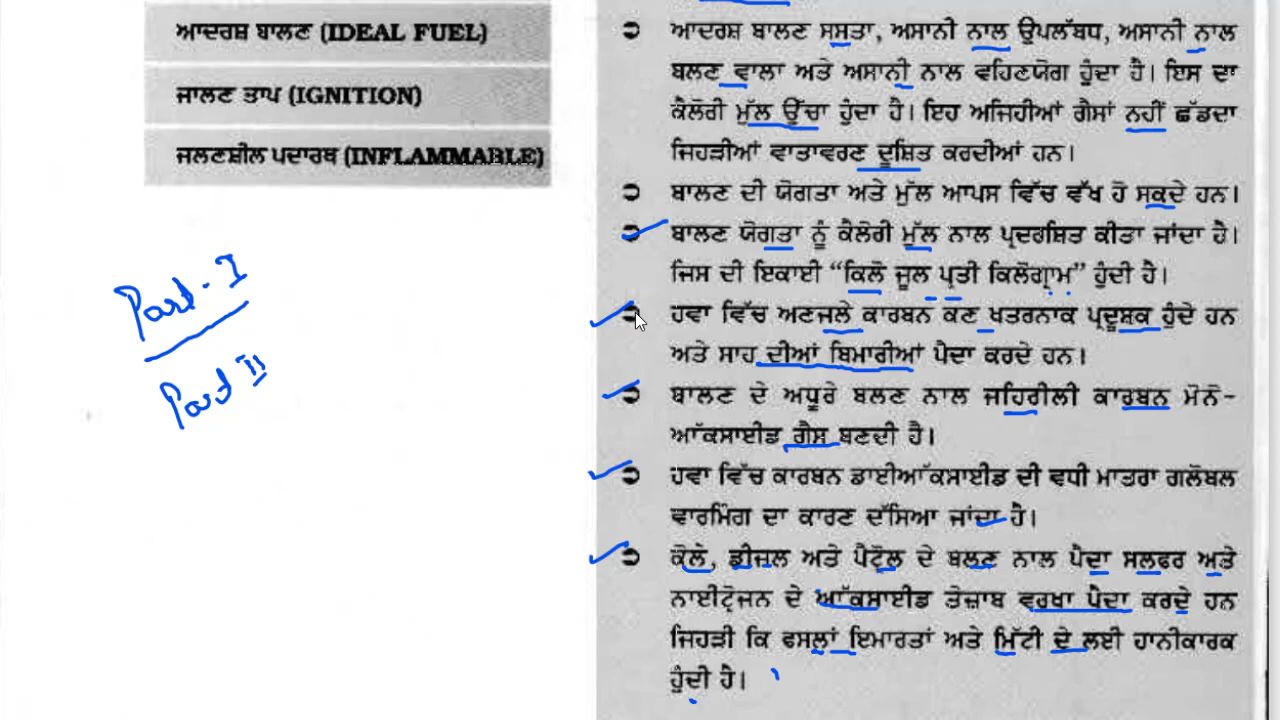 ਆਦਰਸ਼ ਬਾਲਣ (IDEAL FUEL)
ਜਾਲਣ ਤਾਪ (IGNITION)
ਜਲਣਸ਼ੀਲ ਪਦਾਰਥ (INFLAMMABLE)
Part-I
Part II
➲ ਆਦਰਸ਼ ਬਾਲਣ ਸਸਤਾ, ਅਸਾਨੀ ਨਾਲ ਉਪਲੱਬਧ, ਅਸਾਨੀ ਨਾਲ
ਬਲਣ ਵਾਲਾ ਅਤੇ ਅਸਾਨੀ ਨਾਲ ਵਹਿਣਯੋਗ ਹੁੰਦਾ ਹੈ। ਇਸ ਦਾ
ਕੈਲੋਰੀ ਮੁੱਲ ਉੱਚਾ ਹੁੰਦਾ ਹੈ। ਇਹ ਅਜਿਹੀਆਂ ਗੈਸਾਂ ਨਹੀਂ ਛੱਡਦਾ
ਜਿਹੜੀਆਂ ਵਾਤਾਵਰਣ ਦੂਸ਼ਿਤ ਕਰਦੀਆਂ ਹਨ।
➲ ਬਾਲਣ ਦੀ ਯੋਗਤਾ ਅਤੇ ਮੁੱਲ ਆਪਸ ਵਿੱਚ ਵੱਖ ਹੋ ਸਕਦੇ ਹਨ।
➲ ਬਾਲਣ ਯੋਗਤਾ ਨੂੰ ਕੈਲੋਰੀ ਮੁੱਲ ਨਾਲ ਪ੍ਰਦਰਸ਼ਿਤ ਕੀਤਾ ਜਾਂਦਾ ਹੈ।
ਜਿਸ ਦੀ ਇਕਾਈ “ਕਿਲੋ ਜੂਲ ਪ੍ਰਤੀ ਕਿਲੋਗ੍ਰਾਮ” ਹੁੰਦੀ ਹੈ।
➲ ਹਵਾ ਵਿੱਚ ਅਣਜਲੇ ਕਾਰਬਨ ਕਣ ਖਤਰਨਾਕ ਪ੍ਰਦੂਸ਼ਕ ਹੁੰਦੇ ਹਨ
ਅਤੇ ਸਾਹ ਦੀਆਂ ਬਿਮਾਰੀਆਂ ਪੈਦਾ ਕਰਦੇ ਹਨ।
➲ ਬਾਲਣ ਦੇ ਅਧੂਰੇ ਬਲਣ ਨਾਲ ਜਹਿਰੀਲੀ ਕਾਰਬਨ ਮੋਨੋ-
ਆੱਕਸਾਈਡ ਗੈਸ ਬਣਦੀ ਹੈ।
➲ ਹਵਾ ਵਿੱਚ ਕਾਰਬਨ ਡਾਈਆੱਕਸਾਈਡ ਦੀ ਵਧੀ ਮਾਤਰਾ ਗਲੋਬਲ
ਵਾਰਮਿੰਗ ਦਾ ਕਾਰਣ ਦੱਸਿਆ ਜਾਂਦਾ ਹੈ।
➲ ਕੋਲੇ, ਡੀਜਲ ਅਤੇ ਪੈਟ੍ਰੋਲ ਦੇ ਬਲਣ ਨਾਲ ਪੈਦਾ ਸਲਫਰ ਅਤੇ
ਨਾਈਟ੍ਰੋਜਨ ਦੇ ਆੱਕਸਾਈਡ ਤੇਜ਼ਾਬ ਵਰਖਾ ਪੈਦਾ ਕਰਦੇ ਹਨ
ਜਿਹੜੀ ਕਿ ਫਸਲਾਂ ਇਮਾਰਤਾਂ ਅਤੇ ਮਿੱਟੀ ਦੇ ਲਈ ਹਾਨੀਕਾਰਕ
ਹੁੰਦੀ ਹੈ।